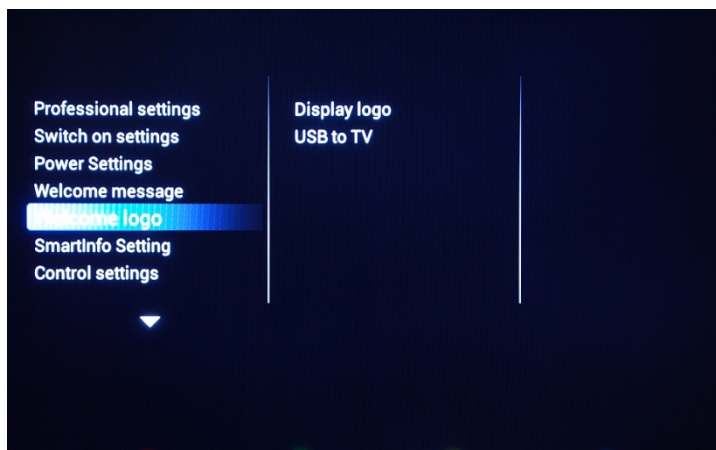 Professional settings
Switch on settings
Power Settings
Welcome message
Welcome logo
SmartInfo Setting
Control settings
Display logo
USB to TV